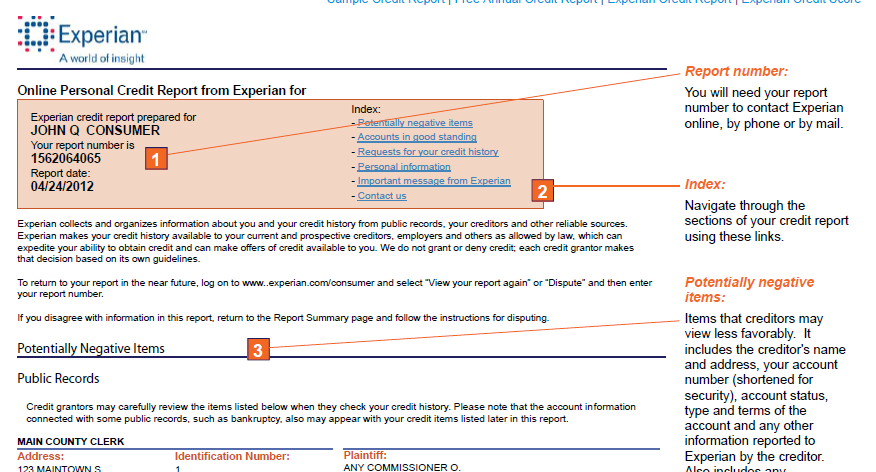 Sample Credit Report | Free Annual Credit Report | Experian Credit Report | Experian Credit Score
Experian
A world of insight
Online Personal Credit Report from Experian for
Experian credit report prepared for
JOHN Q CONSUMER
Your report number is
1562064065
Report date:
04/24/2012
1
Index:
- Potentially negative items
- Accounts in good standing
- Requests for your credit history
- Personal information
- Important message from Experian
- Contact us
2
Report number:
You will need your report
number to contact Experian
online, by phone or by mail.
Index:
Navigate through the
sections of your credit report
using these links.
Experian collects and organizes information about you and your credit history from public records, your creditors and other reliable sources.
Experian makes your credit history available to your current and prospective creditors, employers and others as allowed by law, which can
expedite your ability to obtain credit and can make offers of credit available to you. We do not grant or deny credit; each credit grantor makes
that decision based on its own guidelines.
To return to your report in the near future, log on to www..experian.com/consumer and select "View your report again" or "Dispute" and then enter
your report number.
If you disagree with information in this report, return to the Report Summary page and follow the instructions for disputing.
Potentially Negative Items
3
Potentially negative
items:
Items that creditors may
view less favorably. It
includes the creditor's name
and address, your account
number (shortened for
security), account status,
type and terms of the
account and any other
information reported to
Experian by the creditor.
Also includes any
Public Records
Credit grantors may carefully review the items listed below when they check your credit history. Please note that the account information
connected with some public records, such as bankruptcy, also may appear with your credit items listed later in this report.
MAIN COUNTY CLERK
Address:
123 MAINTOWN S
Identification Number:
1
Plaintiff:
ANY COMMISSIONER O.